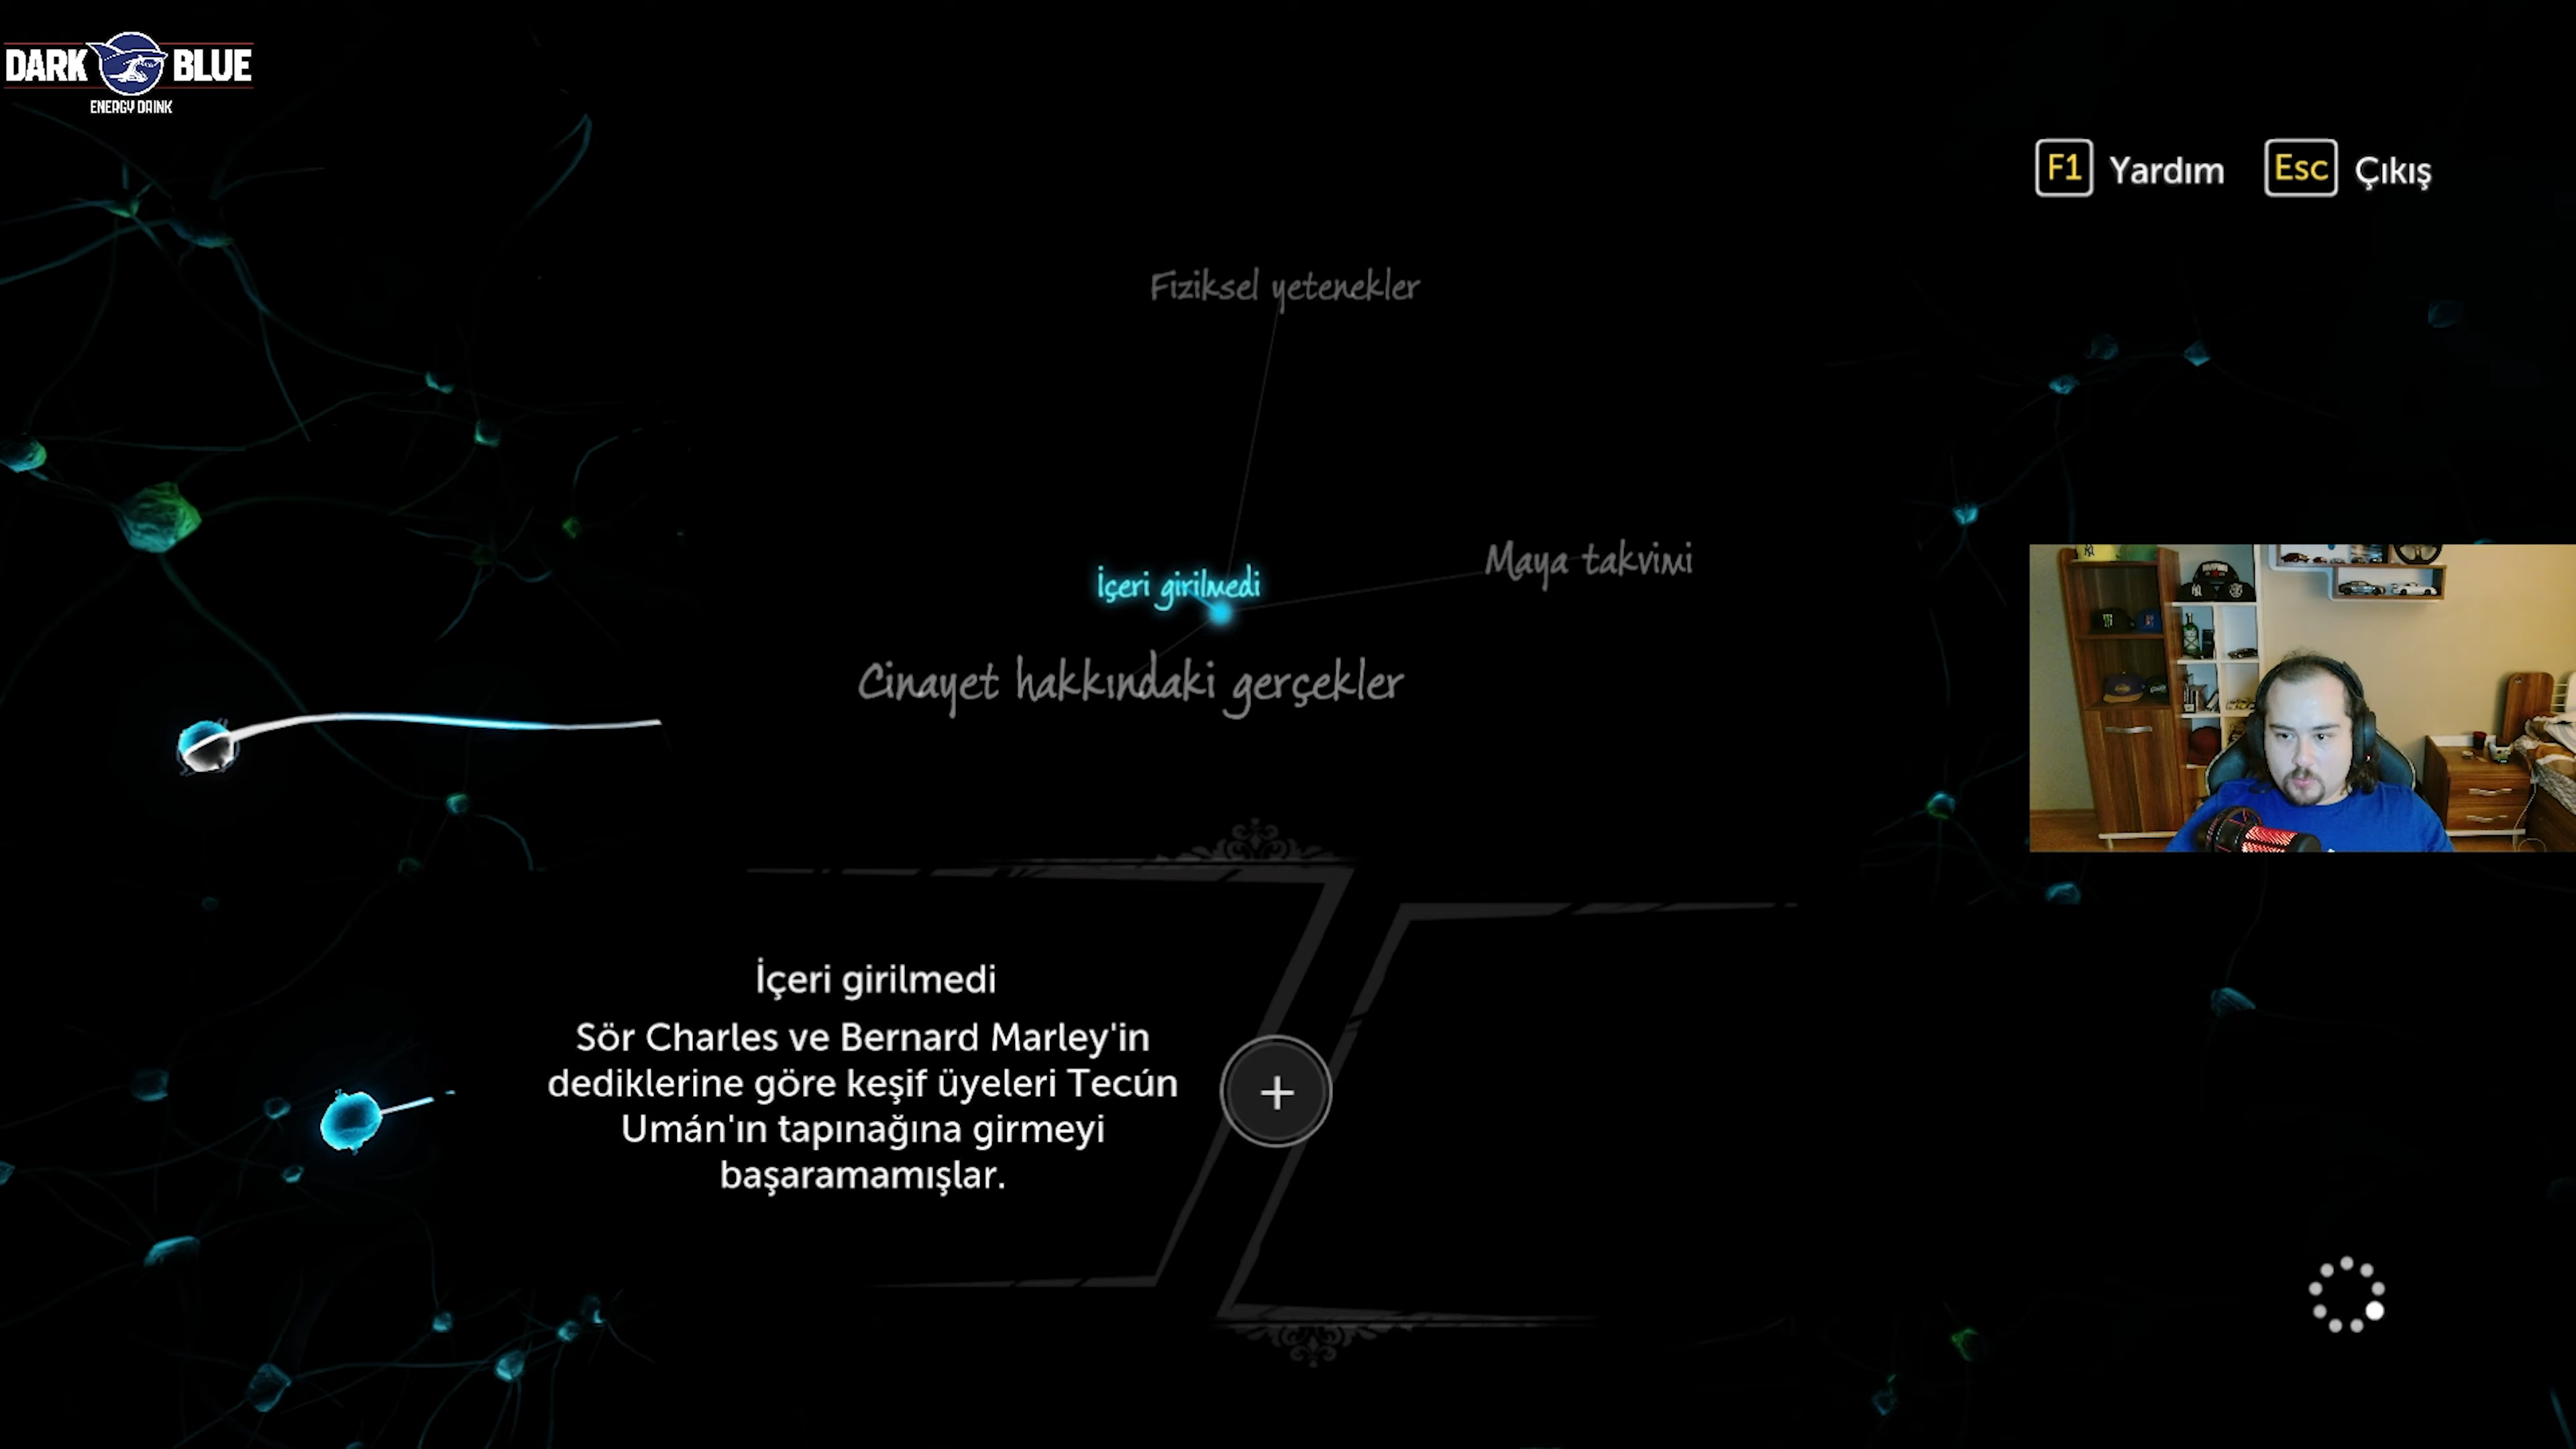 DARK BLUE
ENERGY DRINK
F1 Yardım Esc Çıkış
Fiziksel yetenekler
Maya takvimi
İçeri girilmedi
Cinayet hakkındaki gerçekler
İçeri girilmedi
Sör Charles ve Bernard Marley'in
dediklerine göre keşif üyeleri Tecún
Umán'ın tapınağına girmeyi
başaramamışlar.